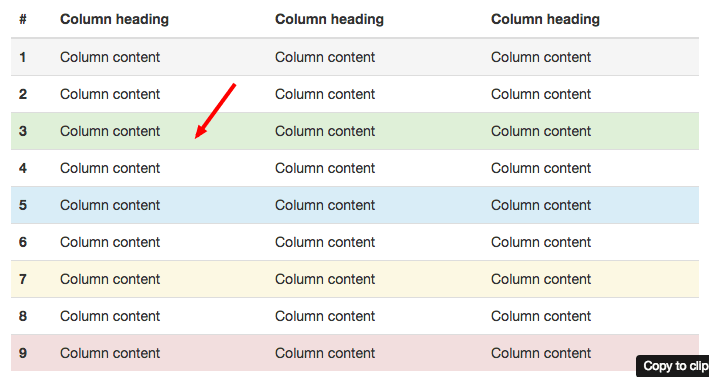 # Column heading Column heading Column heading
1 Column content Column content Column content
2 Column content Column content Column content
3 Column content Column content Column content
4 Column content Column content Column content
5 Column content Column content Column content
6 Column content Column content Column content
7 Column content Column content Column content
8 Column content Column content Column content
9 Column content Column content Column content
Copy to clip